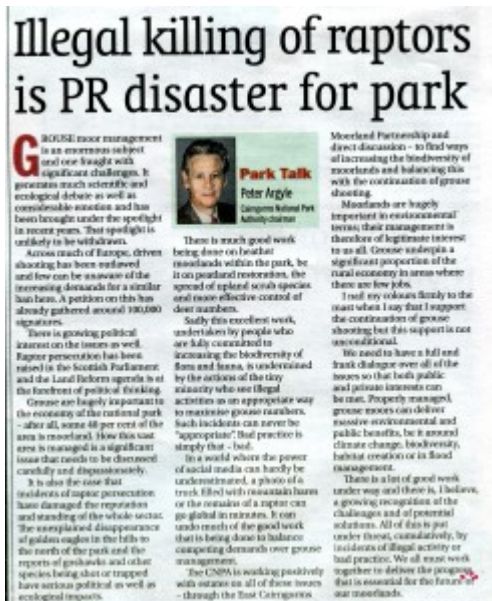 Illegal killing of raptors
is PR disaster for park
GROUSE moor management
is an enormous subject
and one fraught with
significant challenges. It
generates much scientific and
ecological debate as well as
considerable emotion and has
been brought under the spotlight
in recent years. That spotlight is
unlikely to be withdrawn.
Across much of Europe, driven
shooting has been outlawed
and few can be unaware of the
increasing demands for a similar
ban here. A petition on this has
already gathered around 100,000
signatures.
There is growing political
interest on the issues as well.
Raptor persecution has been
raised in the Scottish Parliament
and the Land Reform agenda is at
the forefront of political thinking.
Grouse are hugely important to
the economy of the national park
- after all, some 40 per cent of the
area is moorland. How this vast
area is managed is a significant
issue that needs to be discussed
carefully and dispassionately.
It is also the case that
incidents of raptor persecution
have damaged the reputation
and standing of the whole sector.
The unexplained disappearance
of golden eagles in the hills to
the north of the park and the
reports of goshawks and other
species being shot or trapped
have serious political as well as
ecological impacts.
Park Talk
Peter Argyle
Cairngorms National Park
Authority chairman
There is much good work
being done on heather
moorlands within the park, be
it on peatland restoration, the
spread of upland scrub species
and more effective control of
deer numbers.
Sadly this excellent work,
undertaken by people who
are fully committed to
increasing the biodiversity of
flora and fauna, is undermined
by the actions of the tiny
minority who see illegal
activities as an appropriate way
to maximise grouse numbers.
Such incidents can never be
"appropriate". Bad practice is
simply that - bad.
In a world where the power
of social media can hardly be
underestimated, a photo of a
truck filled with mountain hares
or the remains of a raptor can
go global in minutes. It can
undo much of the good work
that is being done to balance
competing demands over grouse
management.
The CNPA is working positively
with estates on all of these issues
- through the East Cairngorms
Moorland Partnership and
direct discussion - to find ways
of increasing the biodiversity of
moorlands and balancing this
with the continuation of grouse
shooting.
Moorlands are hugely
important in environmental
terms; their management is
therefore of legitimate interest
to us all. Grouse underpin a
significant proportion of the
rural economy in areas where
there are few jobs.
I nail my colours firmly to the
mast when I say that I support
the continuation of grouse
shooting but this support is not
unconditional.
We need to have a full and
frank dialogue over all of the
issues so that both public
and private interests can
be met. Properly managed,
grouse moors can deliver
massive environmental and
public benefits, be it around
climate change, biodiversity,
habitat creation or in flood
management.
There is a lot of good work
under way and there is, I believe,
a growing recognition of the
challenges and of potential
solutions. All of this is put
under threat, cumulatively, by
incidents of illegal activity or
bad practice. We all must work
together to deliver the progress
that is essential for the future of
our moorlands.